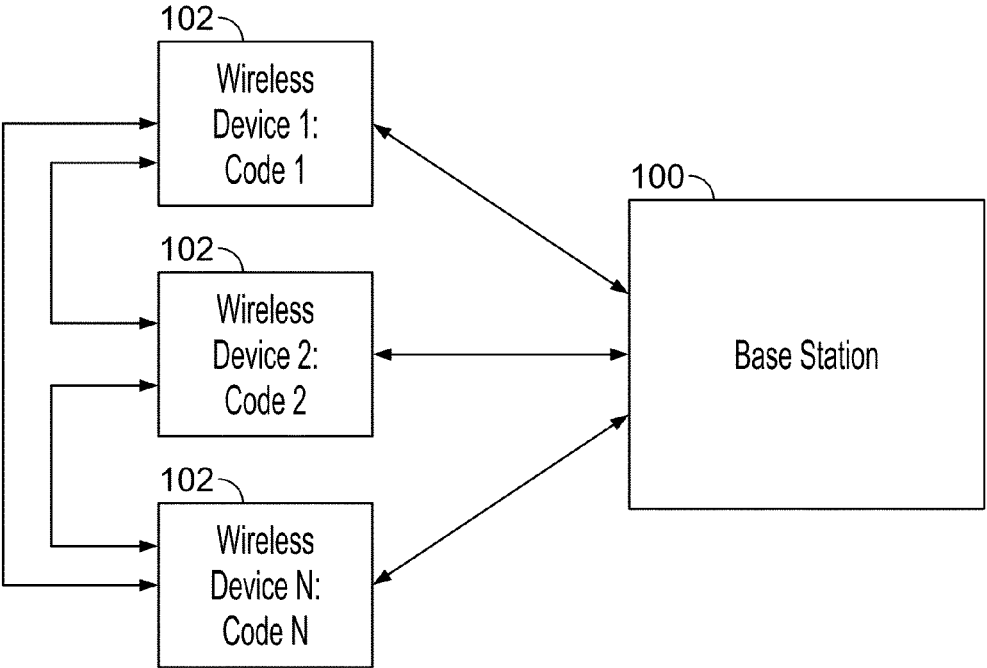 102
Wireless
Device 1:
Code 1
100
Base Station
102
Wireless
Device 2:
Code 2
102
Wireless
Device N:
Code N